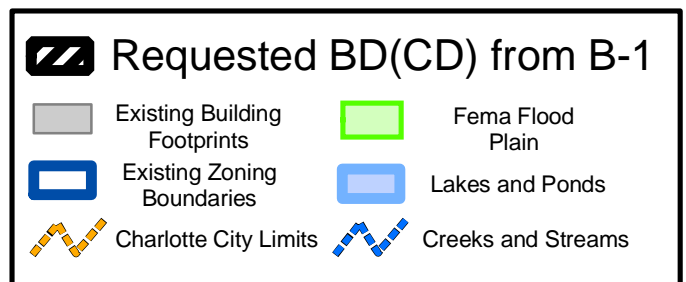 Requested BD(CD) from B-1
Existing Building
Footprints
Fema Flood
Plain
Existing Zoning
Boundaries
Lakes and Ponds
Charlotte City Limits
Creeks and Streams